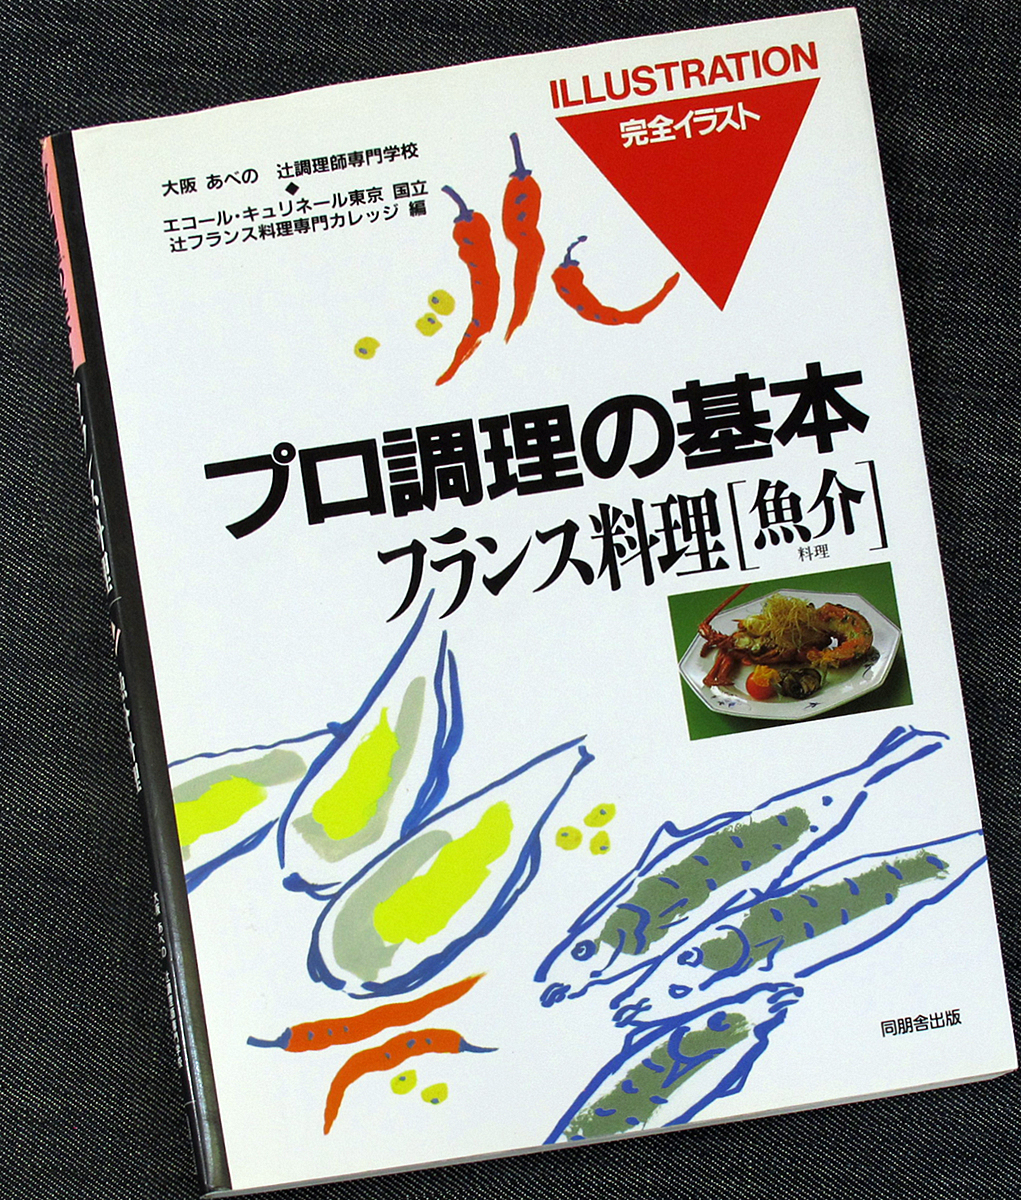 ILLUSTRATION
完全イラスト
大阪 あべの 辻調理師専門学校
◆
エコール・キュリネール東京 国立
辻フランス料理専門カレッジ 編
プロ調理の基本
フランス料理[魚介]
料理
同朋舎出版